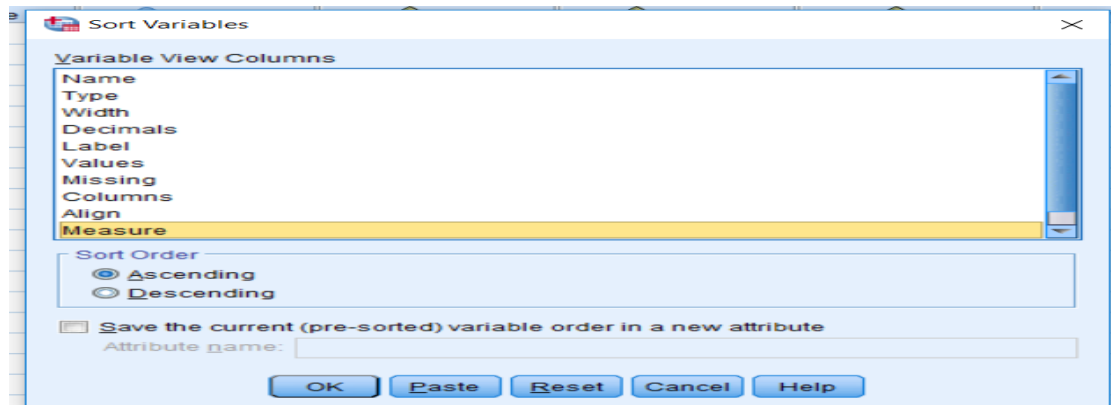 Sort Variables
Variable View Columns
Name
Type
Width
Decimals
Label
Values
Missing
Columns
Align
Measure
Sort Order
Ascending
Descending
Save the current (pre-sorted) variable order in a new attribute
Attribute name:
OK Paste Reset Cancel Help